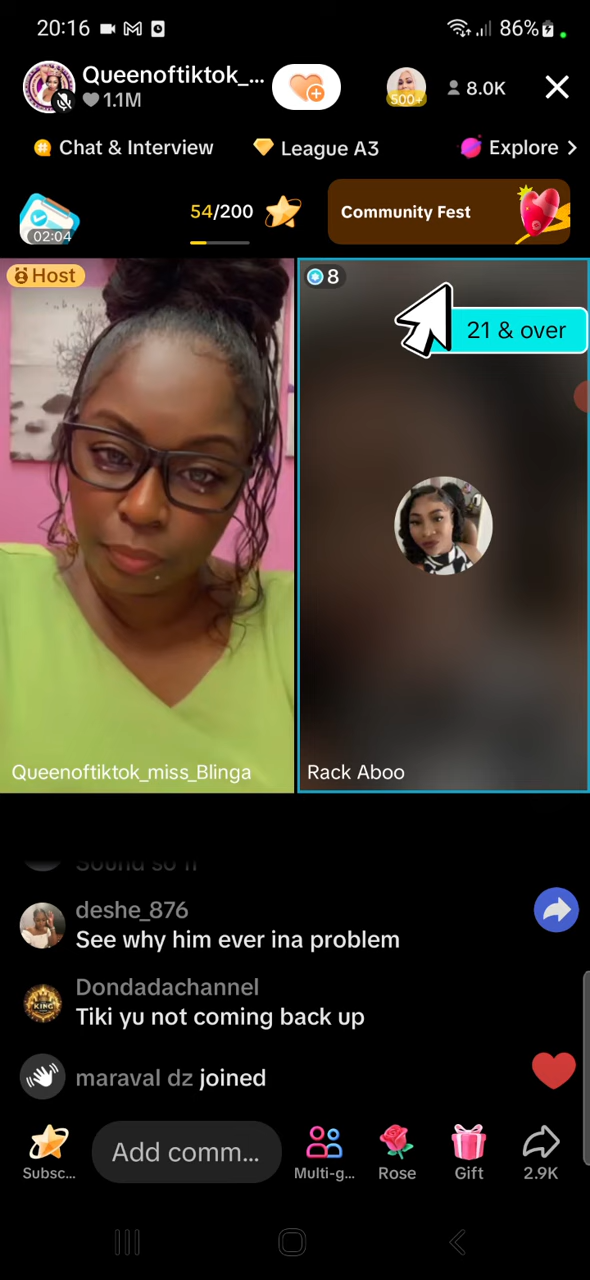 20:16
86%
Queenoftiktok_...
1.1M
500+
8.0K
Chat & Interview
League A3
Explore
02:04
54/200
Community Fest
Host
8
21 & over
Queenoftiktok_miss_Blinga
Rack Aboo
deshe_876
See why him ever ina problem
Dondadachannel
KING
Tiki yu not coming back up
maraval dz joined
Add comm...
Subsc...
Multi-g...
Rose
Gift
2.9K